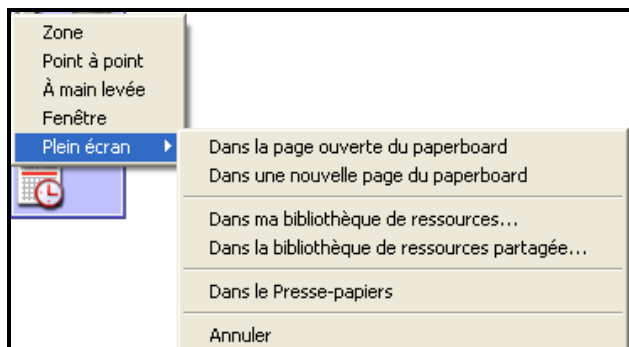 Zone
Point à point
À main levée
Fenêtre
Plein écran
Dans la page ouverte du paperboard
Dans une nouvelle page du paperboard
Dans ma bibliothèque de ressources...
Dans la bibliothèque de ressources partagée...
Dans le Presse-papiers
Annuler